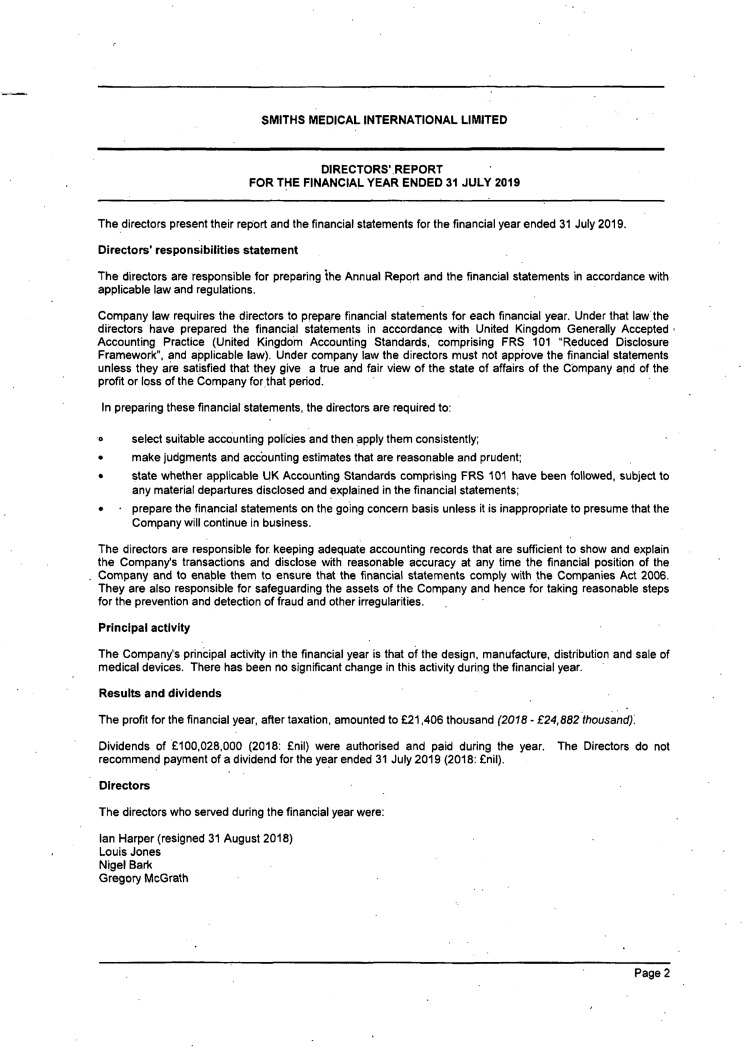 SMITHS MEDICAL INTERNATIONAL LIMITED
DIRECTORS' REPORT
FOR THE FINANCIAL YEAR ENDED 31 JULY 2019
The directors present their report and the financial statements for the financial year ended 31 July 2019.
Directors' responsibilities statement
The directors are responsible for preparing the Annual Report and the financial statements in accordance with
applicable law and regulations.
Company law requires the directors to prepare financial statements for each financial year. Under that law the
directors have prepared the financial statements in accordance with United Kingdom Generally Accepted
Accounting Practice (United Kingdom Accounting Standards, comprising FRS 101 "Reduced Disclosure
Framework", and applicable law). Under company law the directors must not approve the financial statements
unless they are satisfied that they give a true and fair view of the state of affairs of the Company and of the
profit or loss of the Company for that period.
In preparing these financial statements, the directors are required to:
• select suitable accounting policies and then apply them consistently;
• make judgments and accounting estimates that are reasonable and prudent;
• state whether applicable UK Accounting Standards comprising FRS 101 have been followed, subject to
any material departures disclosed and explained in the financial statements;
• prepare the financial statements on the going concern basis unless it is inappropriate to presume that the
Company will continue in business.
The directors are responsible for keeping adequate accounting records that are sufficient to show and explain
the Company's transactions and disclose with reasonable accuracy at any time the financial position of the
Company and to enable them to ensure that the financial statements comply with the Companies Act 2006.
They are also responsible for safeguarding the assets of the Company and hence for taking reasonable steps
for the prevention and detection of fraud and other irregularities.
Principal activity
The Company's principal activity in the financial year is that of the design, manufacture, distribution and sale of
medical devices. There has been no significant change in this activity during the financial year.
Results and dividends
The profit for the financial year, after taxation, amounted to £21,406 thousand (2018 - £24,882 thousand).
Dividends of £100,028,000 (2018: £nil) were authorised and paid during the year. The Directors do not
recommend payment of a dividend for the year ended 31 July 2019 (2018: £nil).
Directors
The directors who served during the financial year were:
Ian Harper (resigned 31 August 2018)
Louis Jones
Nigel Bark
Gregory McGrath
Page 2